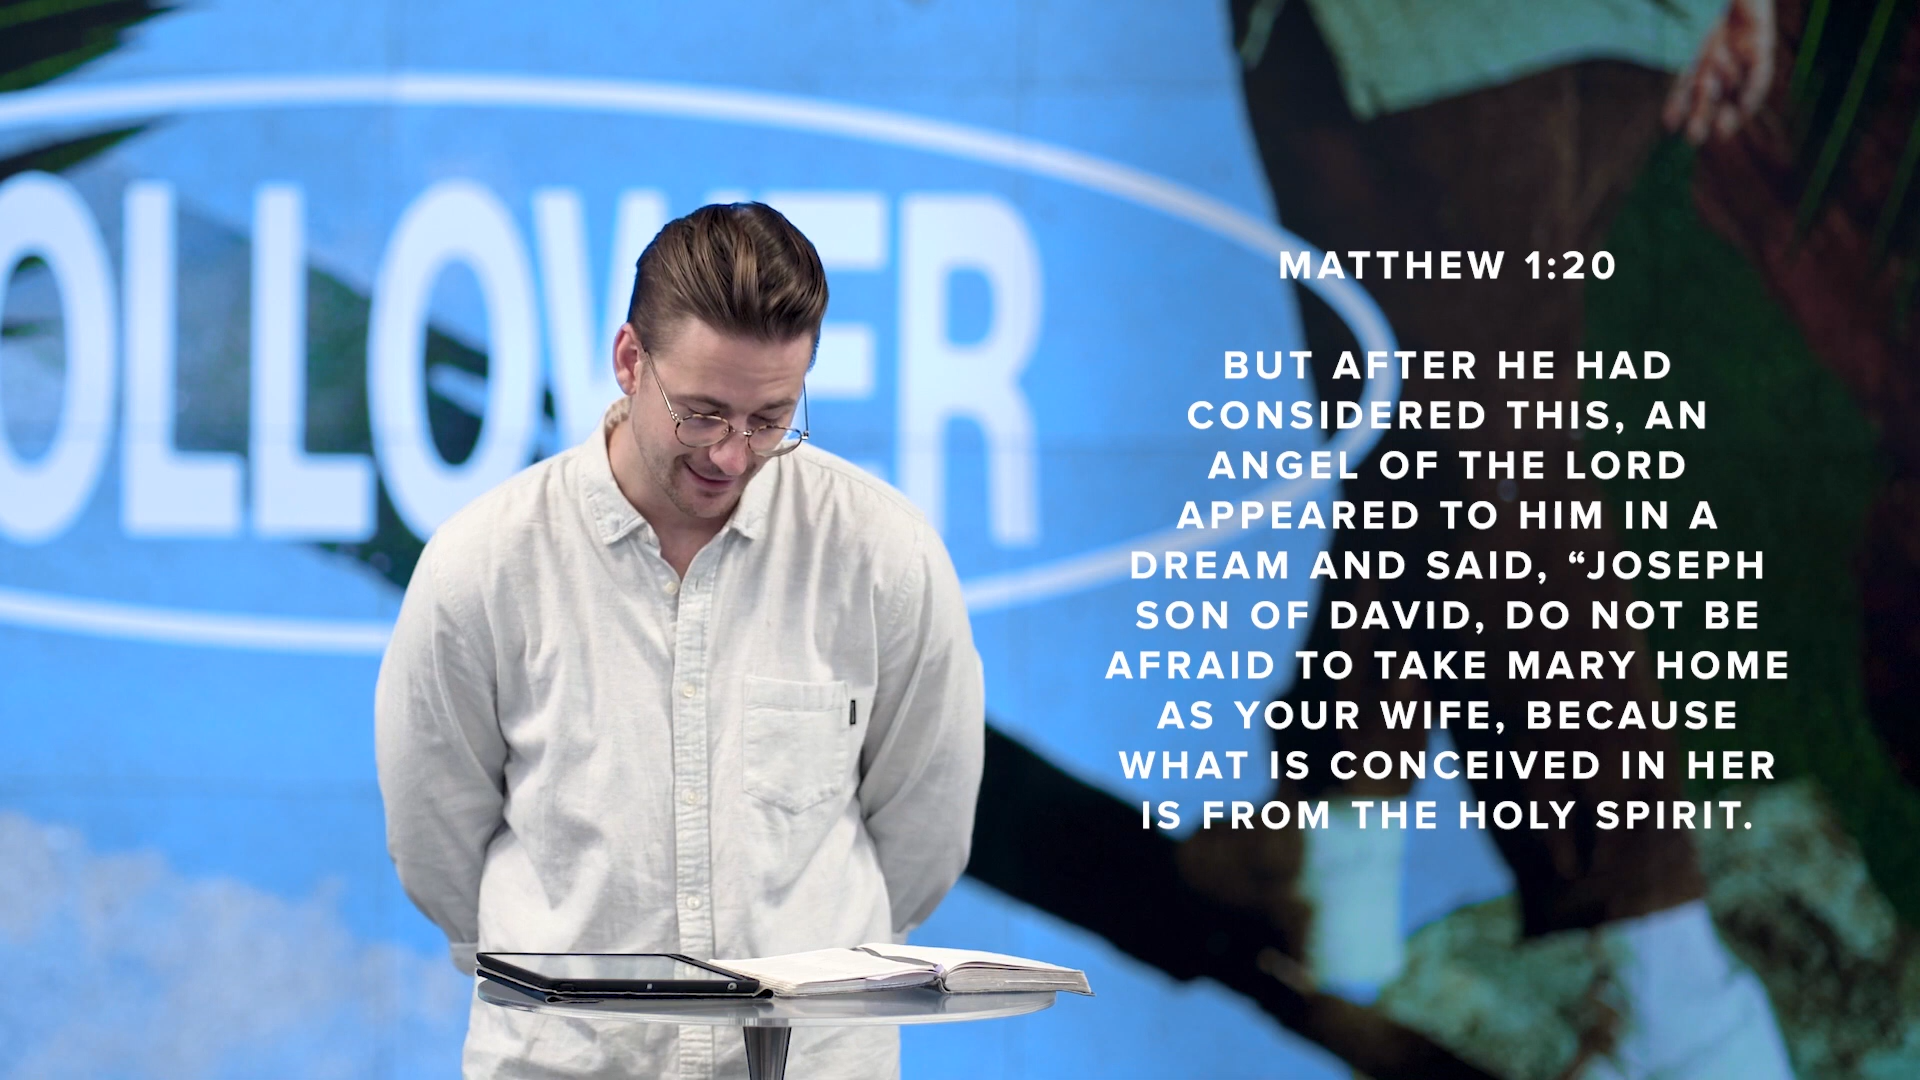 OLLOWER
MATTHEW 1:20
BUT AFTER HE HAD
CONSIDERED THIS, AN
ANGEL OF THE LORD
APPEARED TO HIM IN A
DREAM AND SAID, “JOSEPH
SON OF DAVID, DO NOT BE
AFRAID TO TAKE MARY HOME
AS YOUR WIFE, BECAUSE
WHAT IS CONCEIVED IN HER
IS FROM THE HOLY SPIRIT.